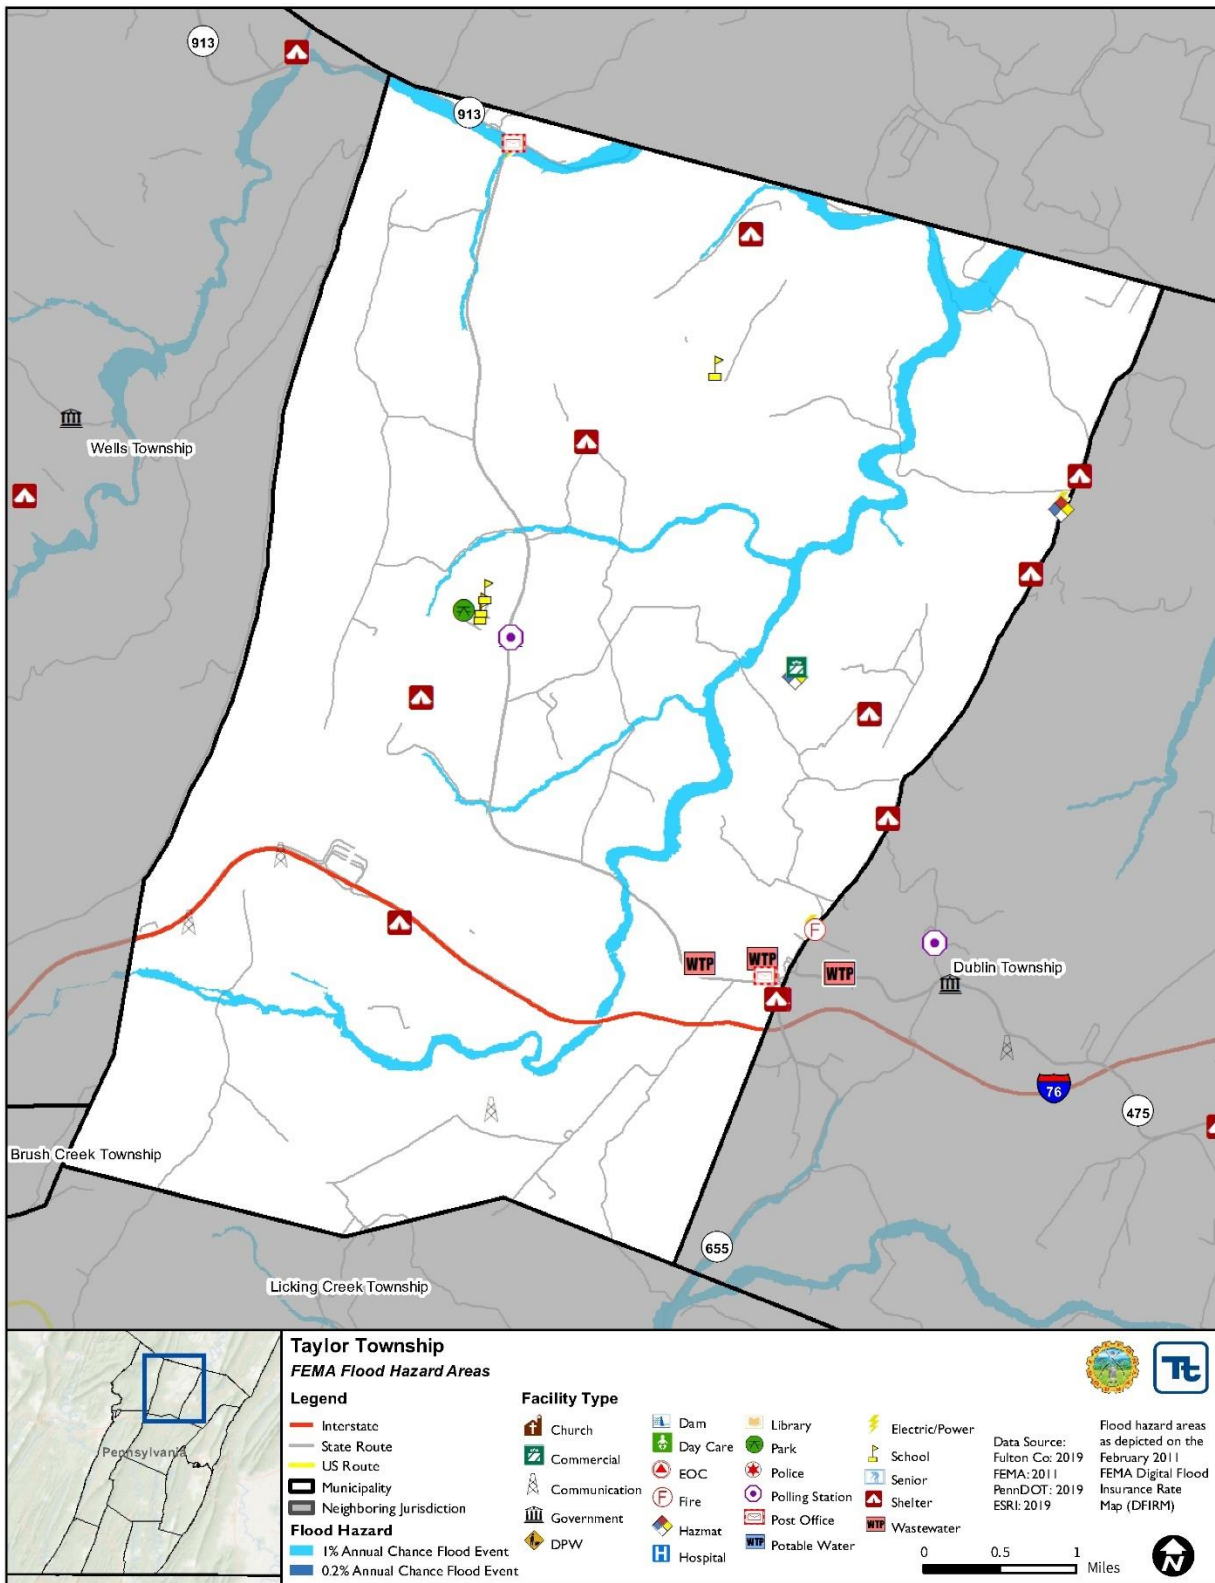 913
913
Wells Township
Dublin Township
WTP
WTP
WTP
F
76
475
Brush Creek Township
655
Licking Creek Township
Pennsylvania
Taylor Township
FEMA Flood Hazard Areas
Legend
Interstate
State Route
US Route
Municipality
Neighboring Jurisdiction
Flood Hazard
1% Annual Chance Flood Event
0.2% Annual Chance Flood Event
Facility Type
Church
Commercial
Communication
Government
DPW
Dam
Day Care
EOC
F Fire
Hazmat
H Hospital
Library
Park
Police
Polling Station
Post Office
WTP Potable Water
Electric/Power
School
Senior
Shelter
WTP Wastewater
Data Source:
Fulton Co: 2019
FEMA: 2011
PennDOT: 2019
ESRI: 2019
Tt
Flood hazard areas
as depicted on the
February 2011
FEMA Digital Flood
Insurance Rate
Map (DFIRM)
0 0.5 1
Miles
N